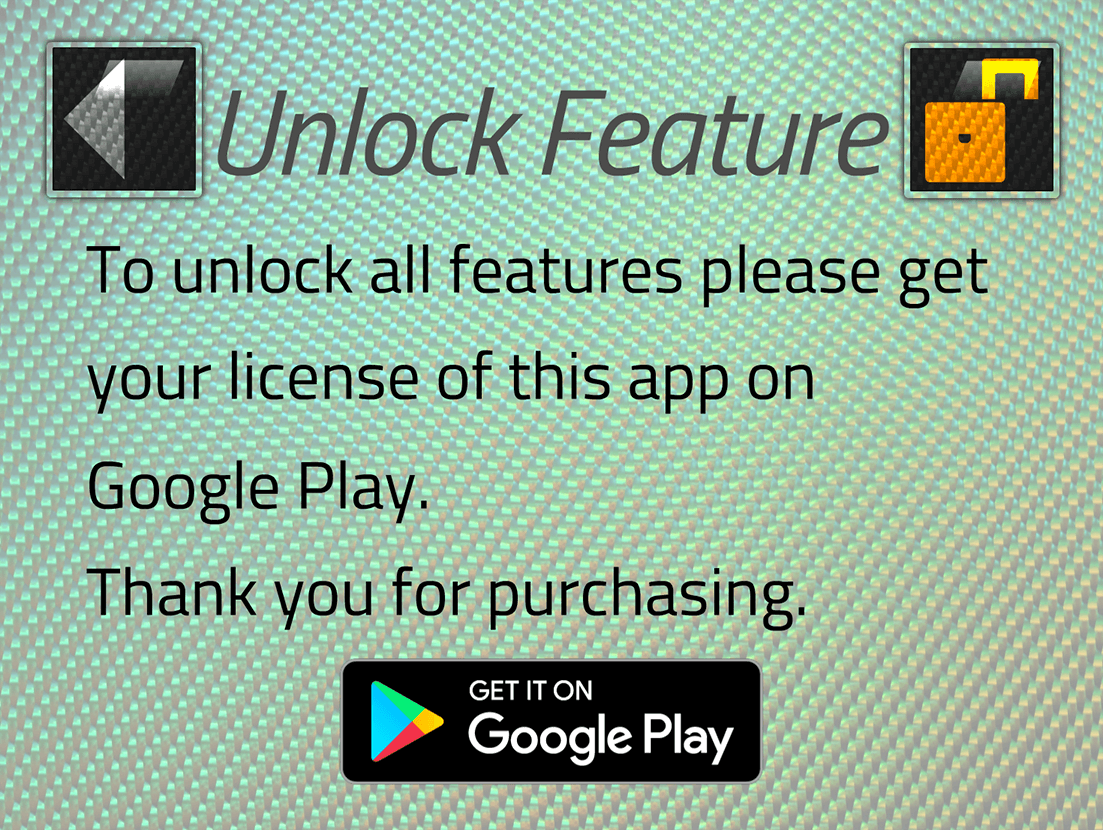 Unlock Feature
To unlock all features please get
your license of this app on
Google Play.
Thank you for purchasing.
GET IT ON
Google Play